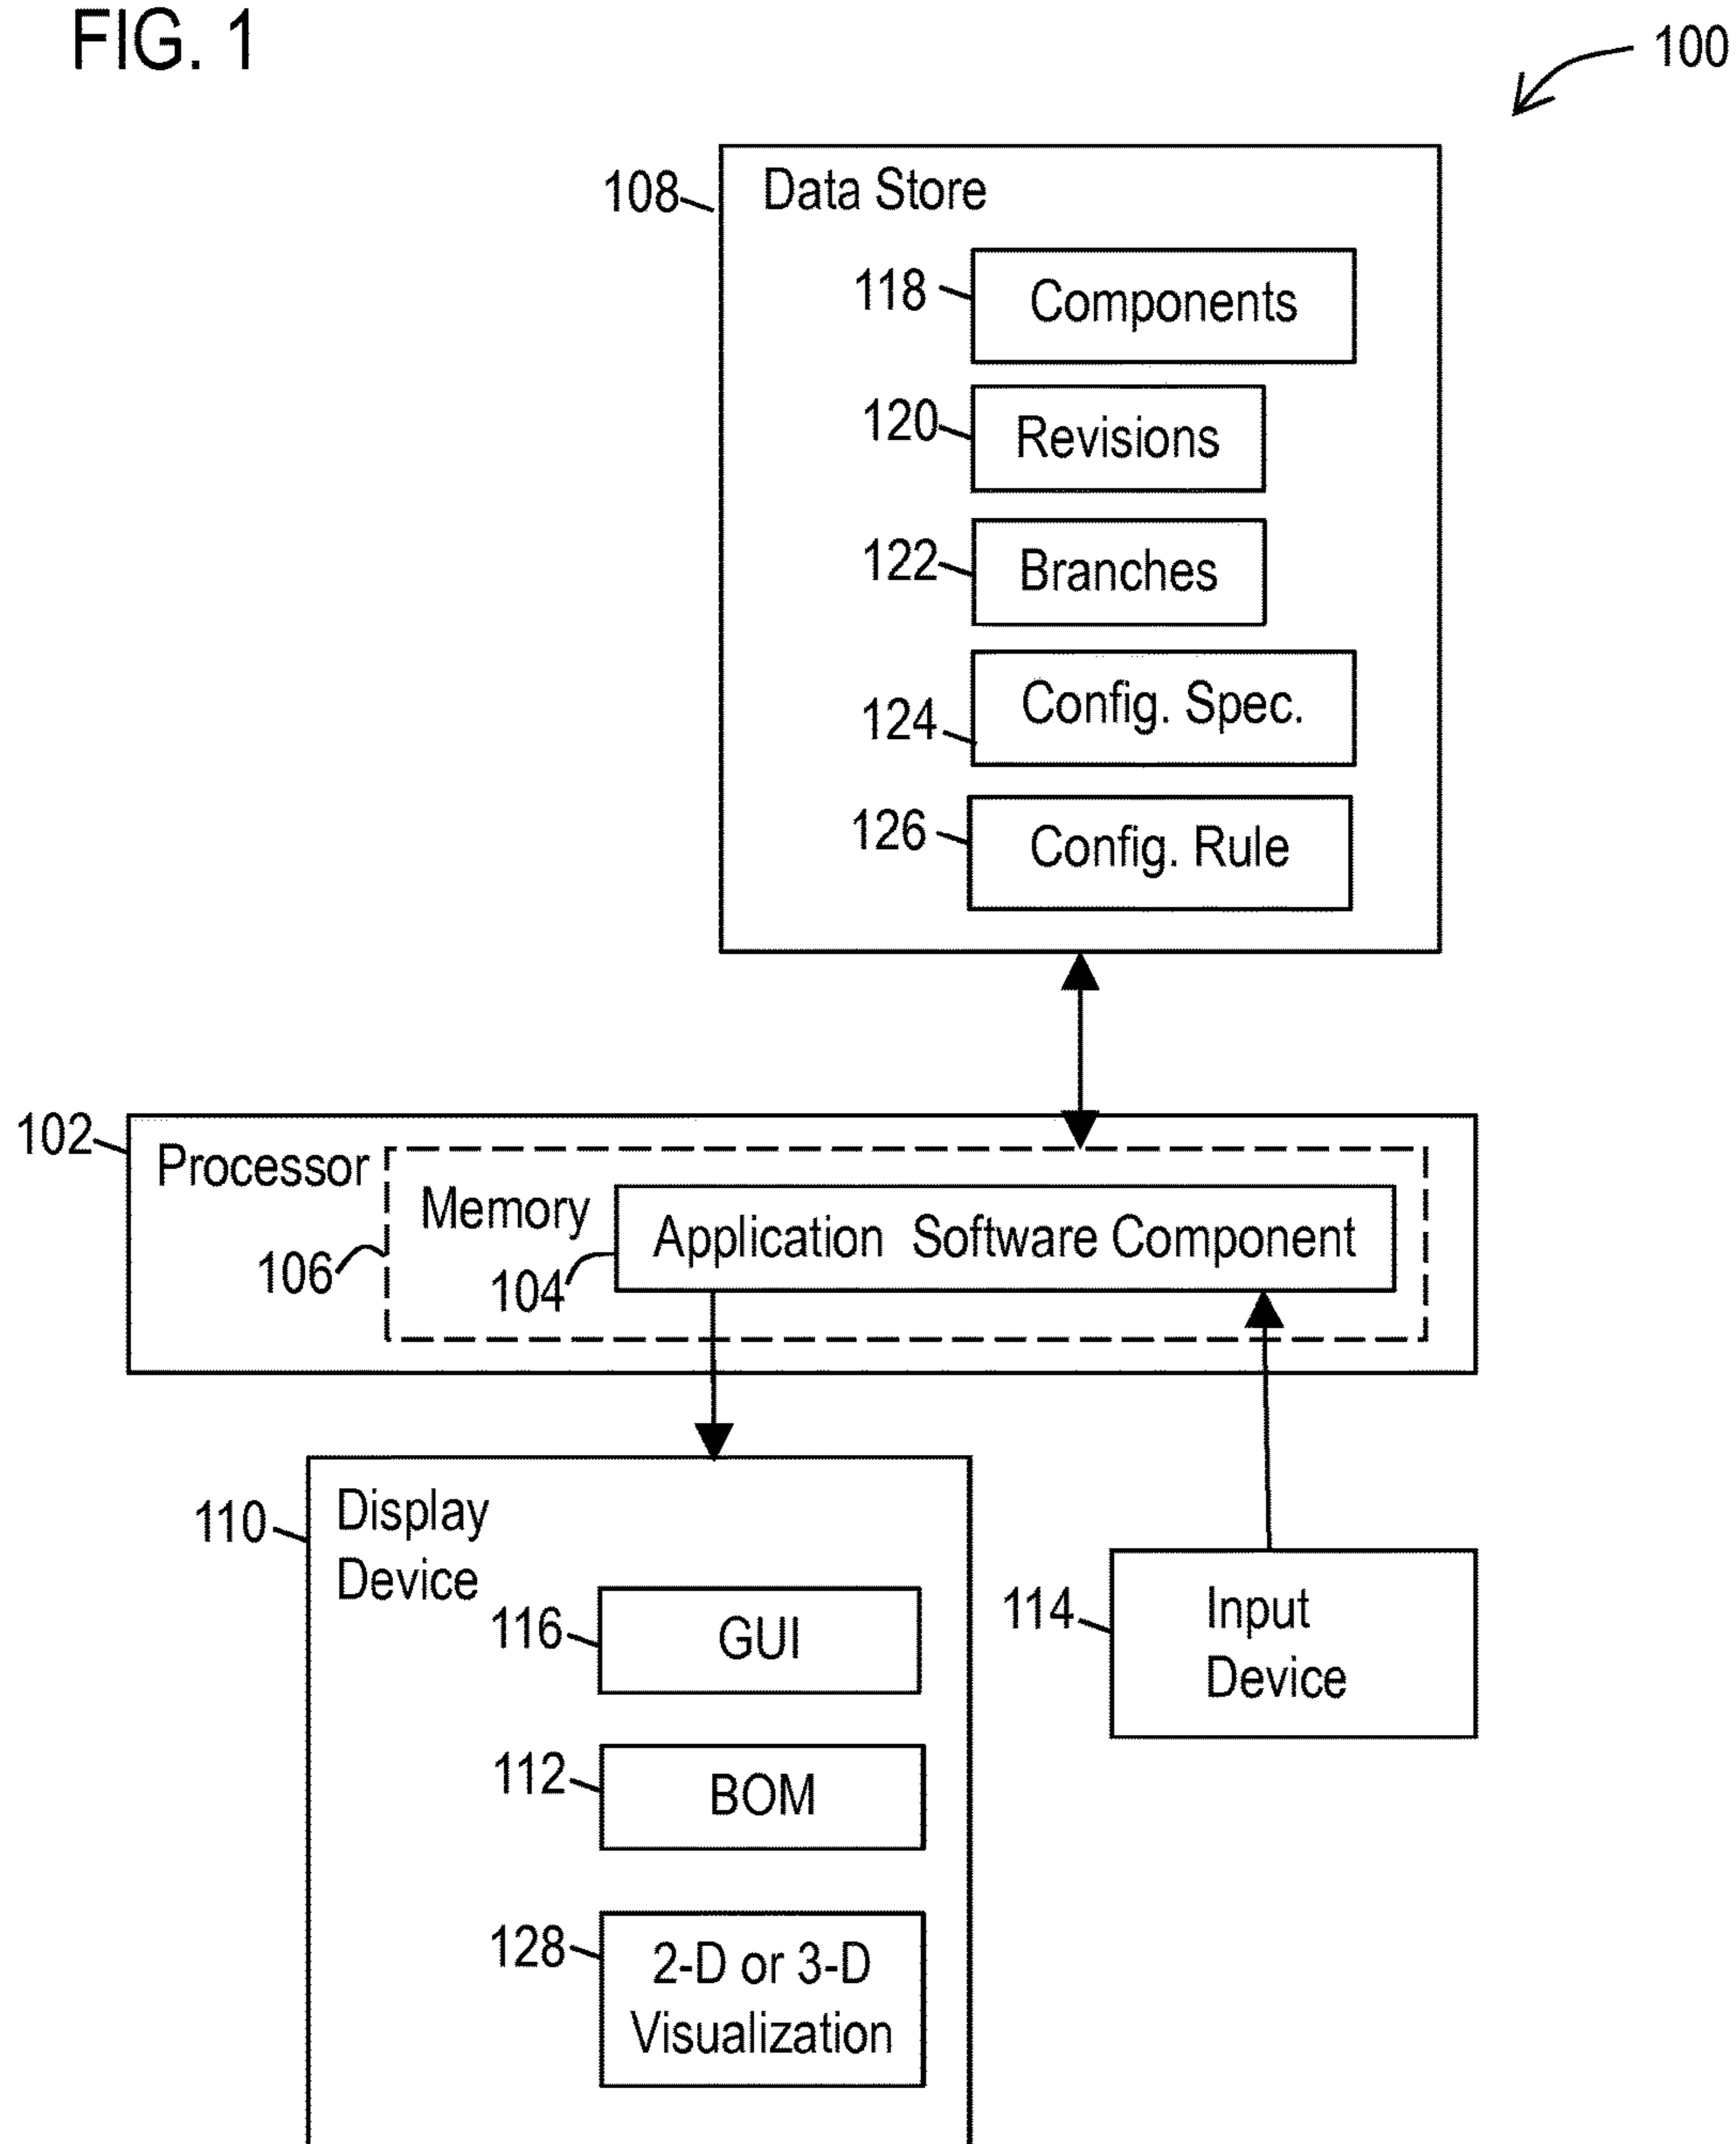 FIG. 1
100
108
Data Store
118
Components
120
Revisions
122
Branches
124
Config. Spec.
126
Config. Rule
102
Processor
Memory
106
104
Application Software Component
110
Display
Device
116
GUI
112
BOM
128
2-D or 3-D
Visualization
114
Input
Device